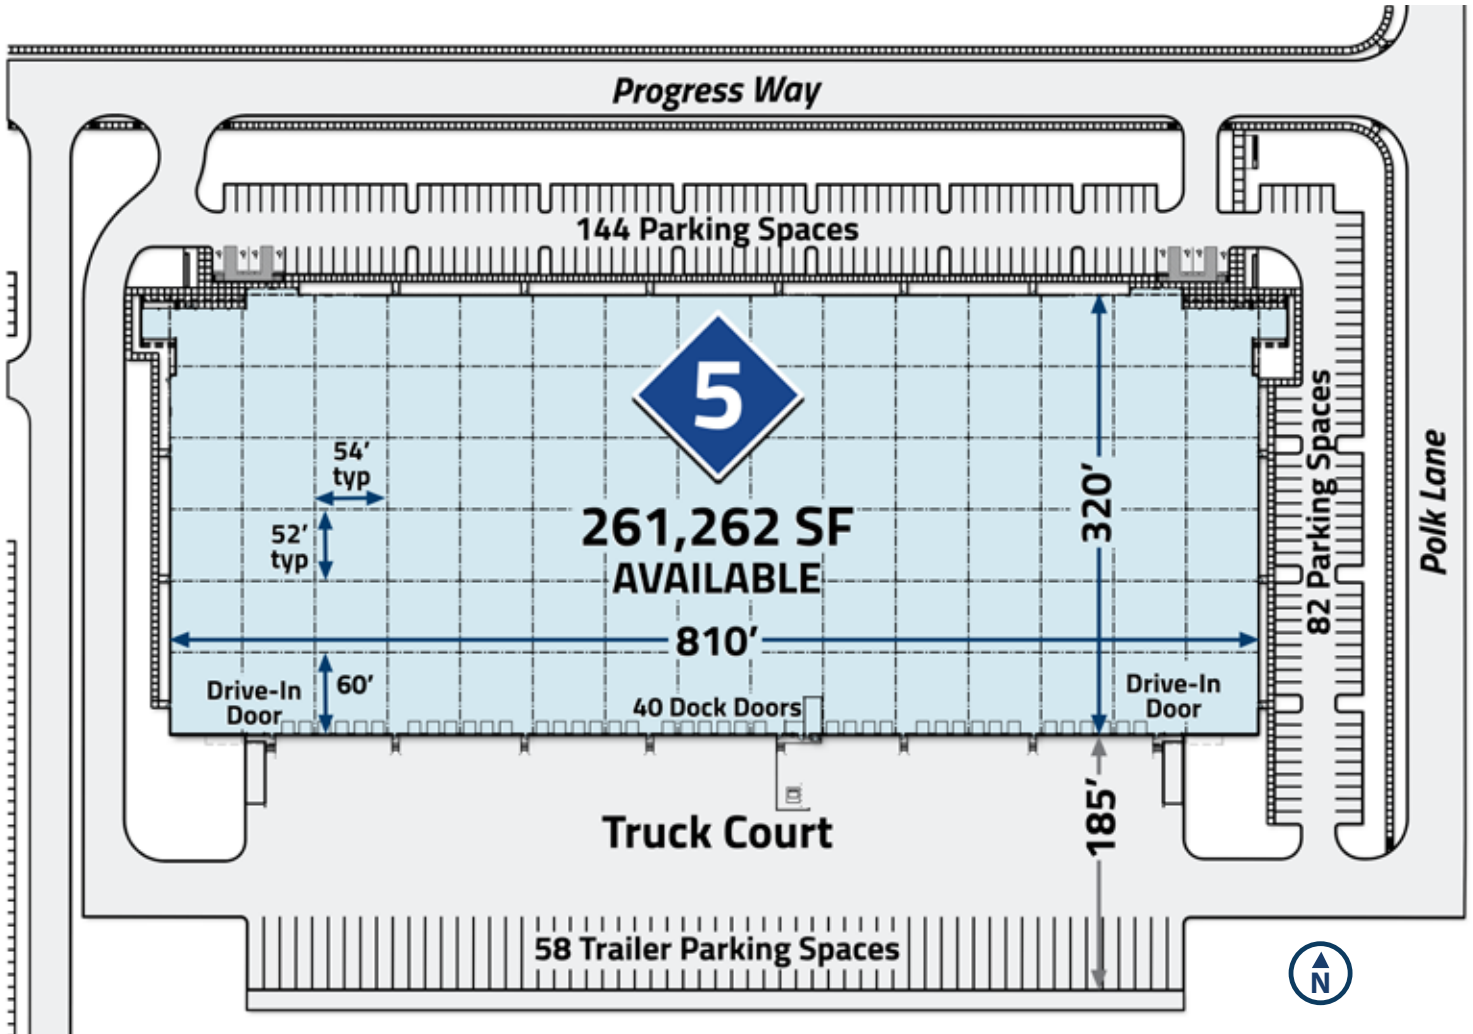 Progress Way
144 Parking Spaces
5
54′
typ
52′
typ
261,262 SF
AVAILABLE
320′
82 Parking Spaces
Polk Lane
810′
60′
Drive-In
Door
40 Dock Doors
Drive-In
Door
Truck Court
185′
58 Trailer Parking Spaces
N